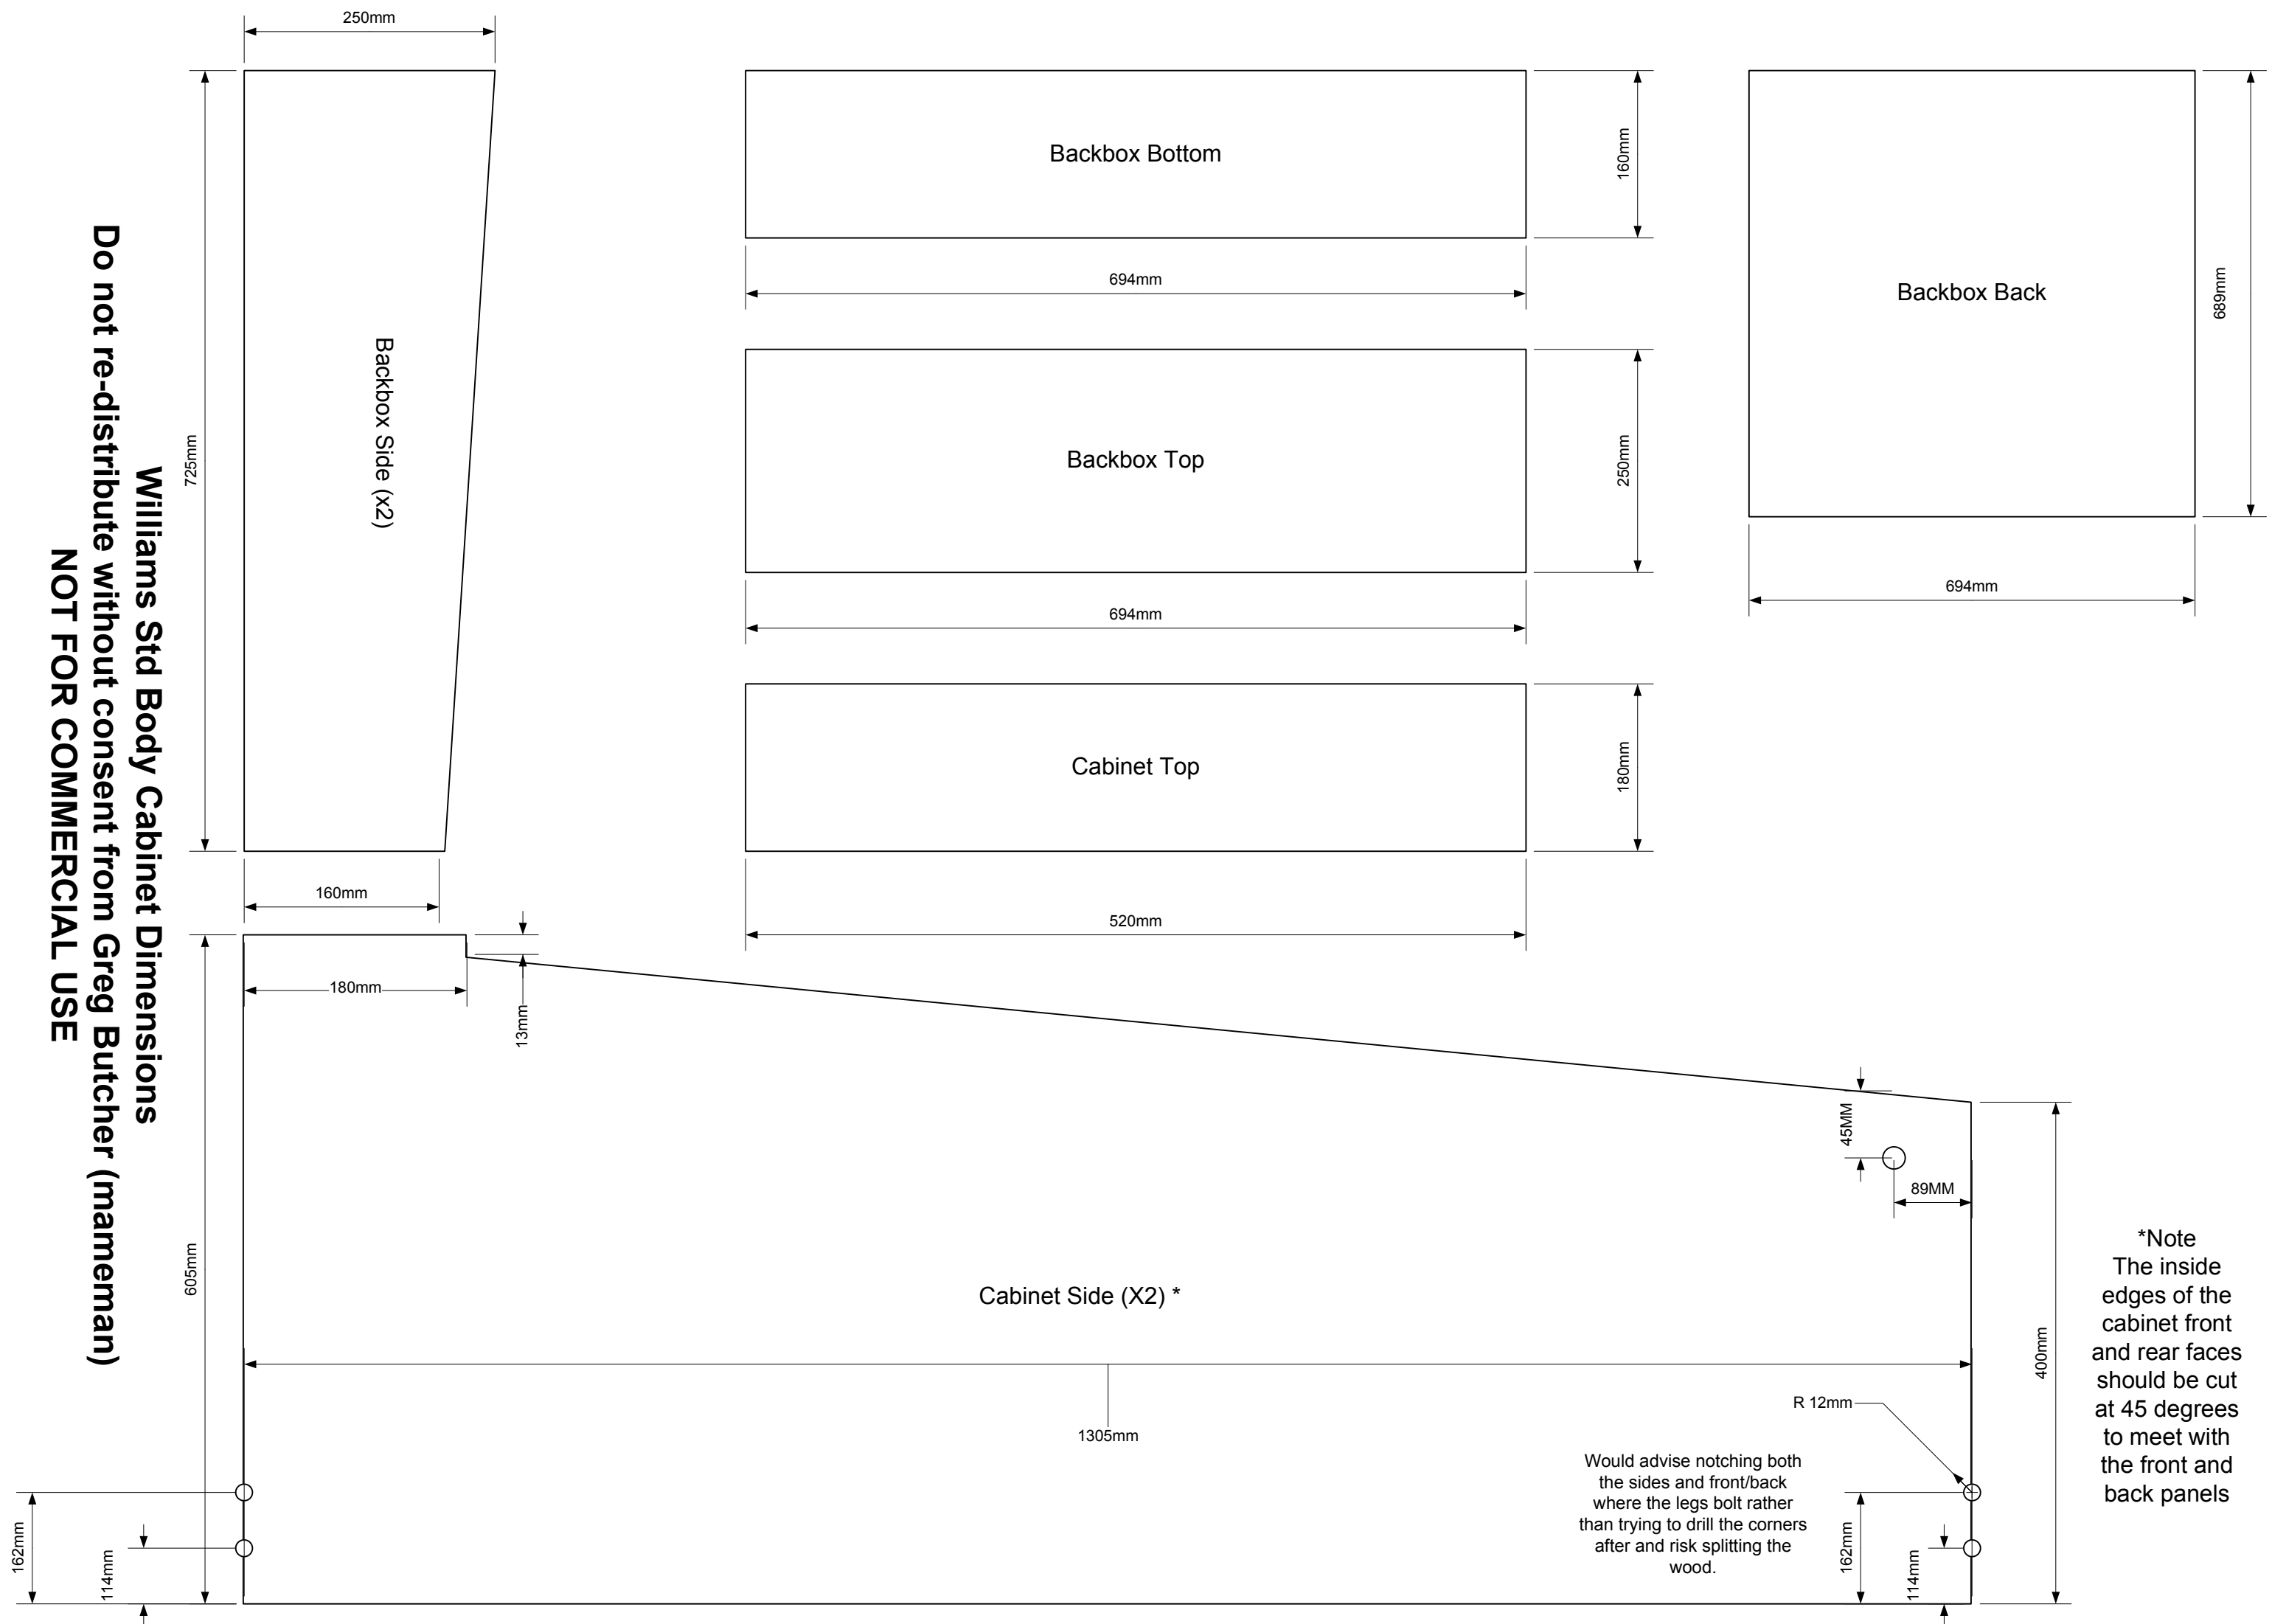 250mm
Backbox Bottom
160mm
694mm
Backbox Back
689mm
694mm
Backbox Side (x2)
725mm
Backbox Top
250mm
694mm
Cabinet Top
180mm
520mm
160mm
Williams Std Body Cabinet Dimensions
Do not re-distribute without consent from Greg Butcher (mameman)
NOT FOR COMMERCIAL USE
180mm
13mm
45MM
89MM
605mm
Cabinet Side (X2) *
400mm
*Note
The inside
edges of the
cabinet front
and rear faces
should be cut
at 45 degrees
to meet with
the front and
back panels
1305mm
R 12mm
Would advise notching both
the sides and front/back
where the legs bolt rather
than trying to drill the corners
after and risk splitting the
wood.
162mm
114mm
162mm
114mm